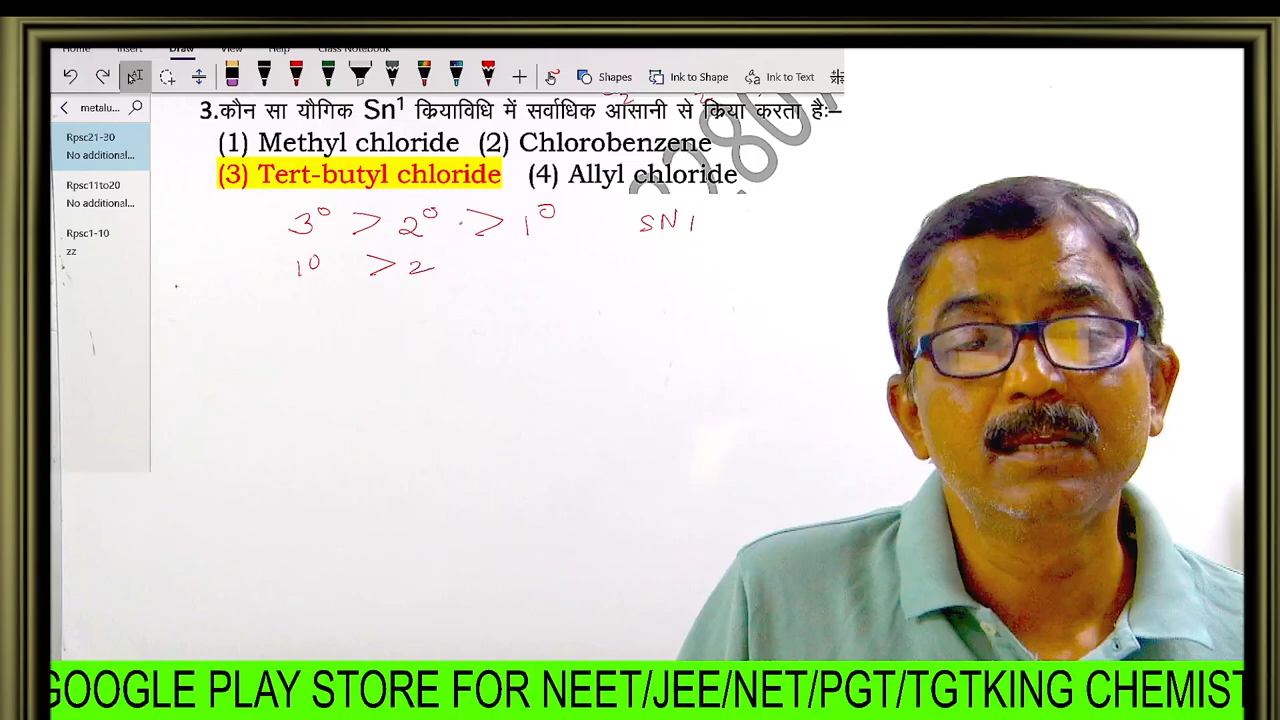 Home Insert Draw View Help Class Notebook
Shapes Ink to Shape Ink to Text
metalu...
Rpsc21-30
No additional...
Rpsc11to20
No additional...
Rpsc1-10
zz
3.कौन सा यौगिक Sn¹ क्रियाविधि में सर्वाधिक आसानी से क्रिया करता है:–
(1) Methyl chloride (2) Chlorobenzene
(3) Tert-butyl chloride (4) Allyl chloride
3° > 2° > 1° SN1
10 > 2
GOOGLE PLAY STORE FOR NEET/JEE/NET/PGT/TGTKING CHEMIST